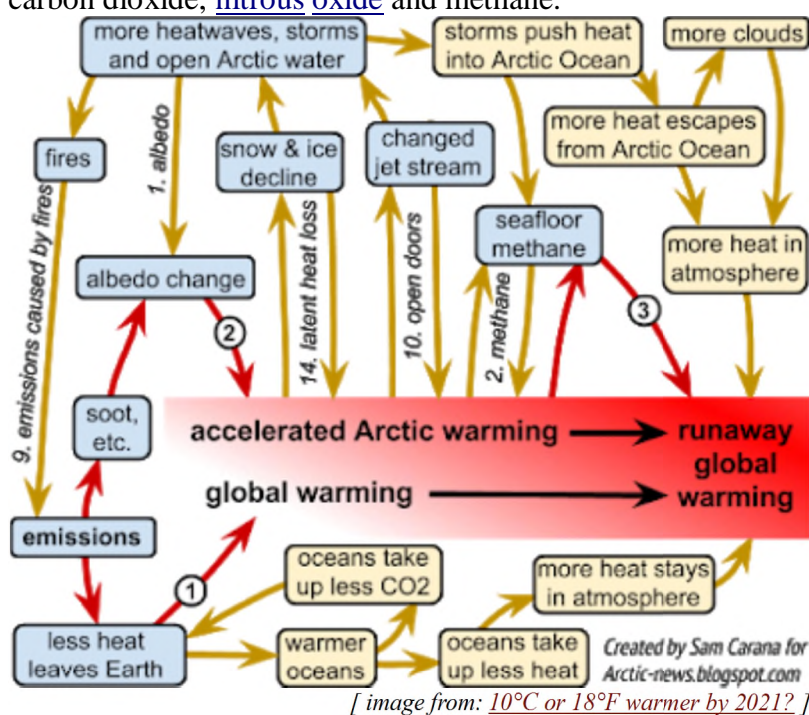 carbon dioxide, introus oxide and methane.
more heatwaves, storms
and open Arctic water
storms push heat
into Arctic Ocean
more clouds
fires
1. albedo
snow & ice
decline
changed
jet stream
more heat escapes
from Arctic Ocean
9. emissions caused by fires
albedo change
14. latent heat loss
10. open doors
seafloor
methane
2. methane
more heat in
atmosphere
2
3
soot,
etc.
accelerated Arctic warming
runaway
global
warming
global warming
emissions
1
oceans take
up less CO2
more heat stays
in atmosphere
less heat
leaves Earth
warmer
oceans
oceans take
up less heat
Created by Sam Carana for
Arctic-news.blogspot.com
[ image from: 10°C or 18°F warmer by 2021? ]